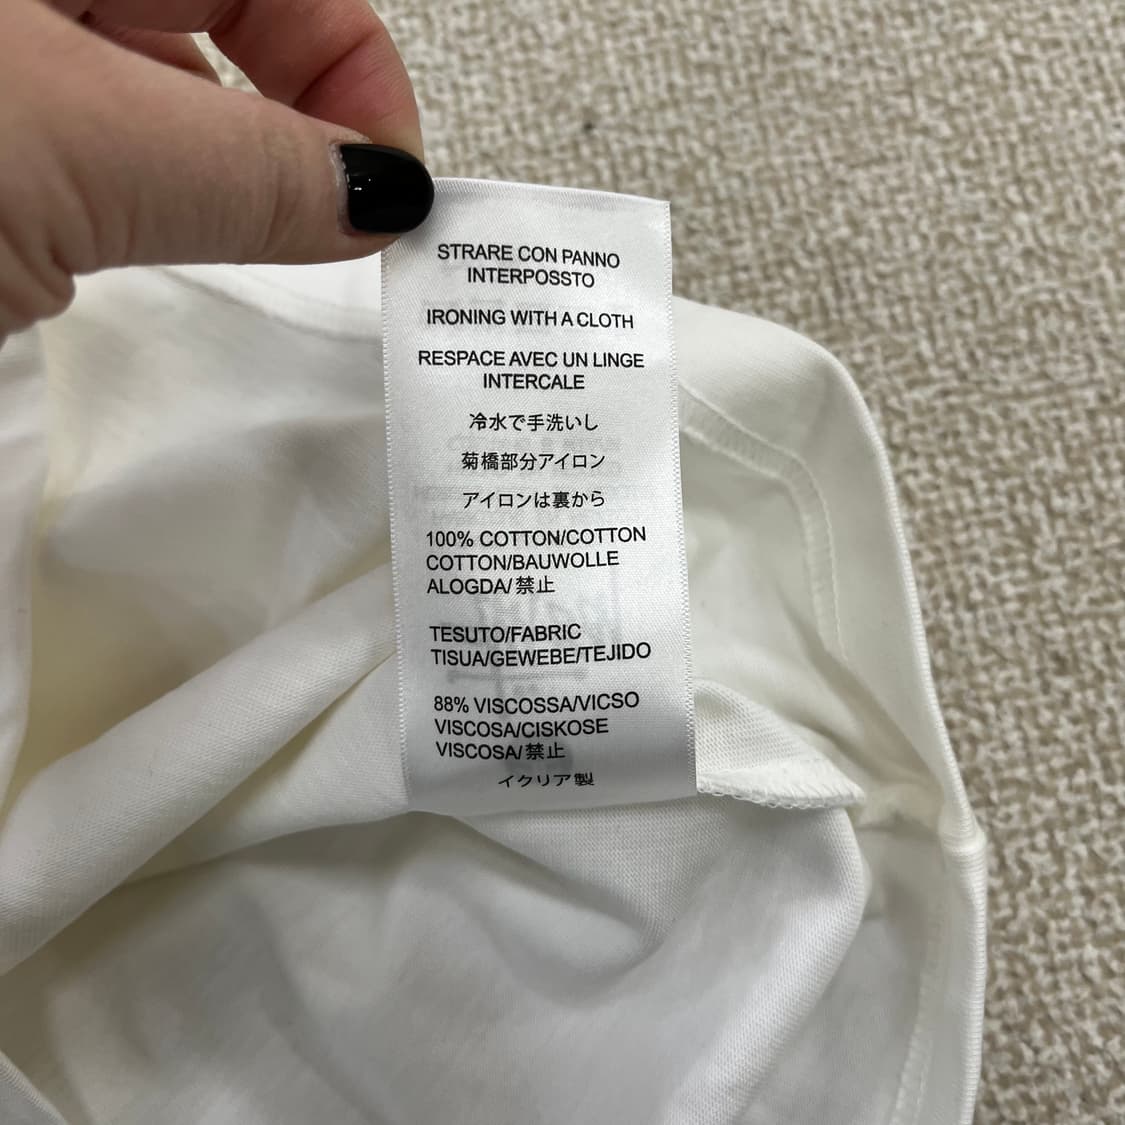 STRARE CON PANNO
INTERPOSSTO
IRONING WITH A CLOTH
RESPACE AVEC UN LINGE
INTERCALE
冷水で手洗いし
菊橋部分アイロン
アイロンは裏から
100% COTTON/COTTON
COTTON/BAUWOLLE
ALOGDA/禁止
TESUTO/FABRIC
TISUA/GEWEBE/TEJIDO
88% VISCOSSA/VICSO
VISCOSA/CISKOSE
VISCOSA/禁止
イクリア製